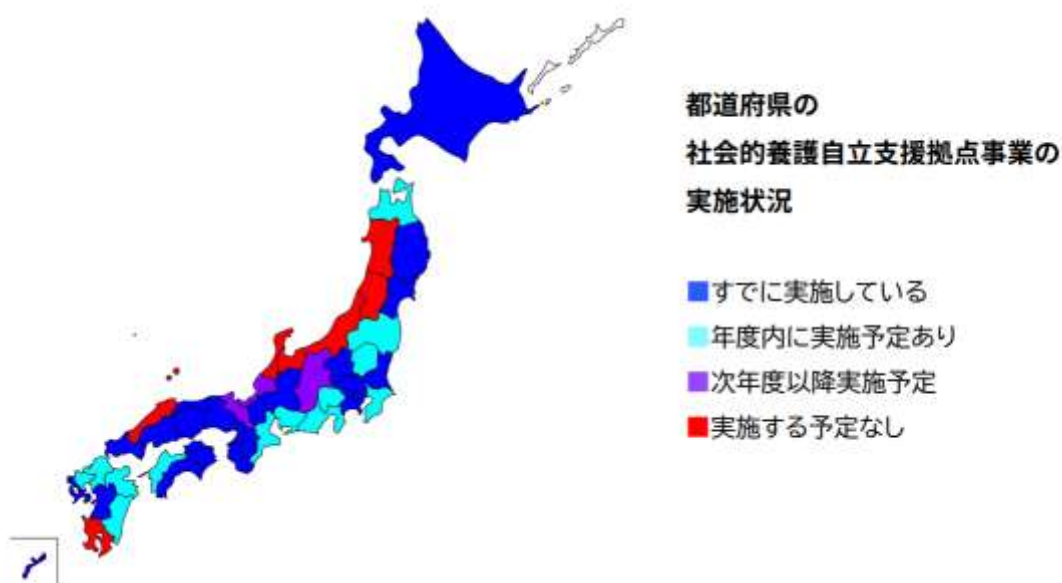 都道府県の
社会的養護自立支援拠点事業の
実施状況
すでに実施している
年度内に実施予定あり
次年度以降実施予定
実施する予定なし